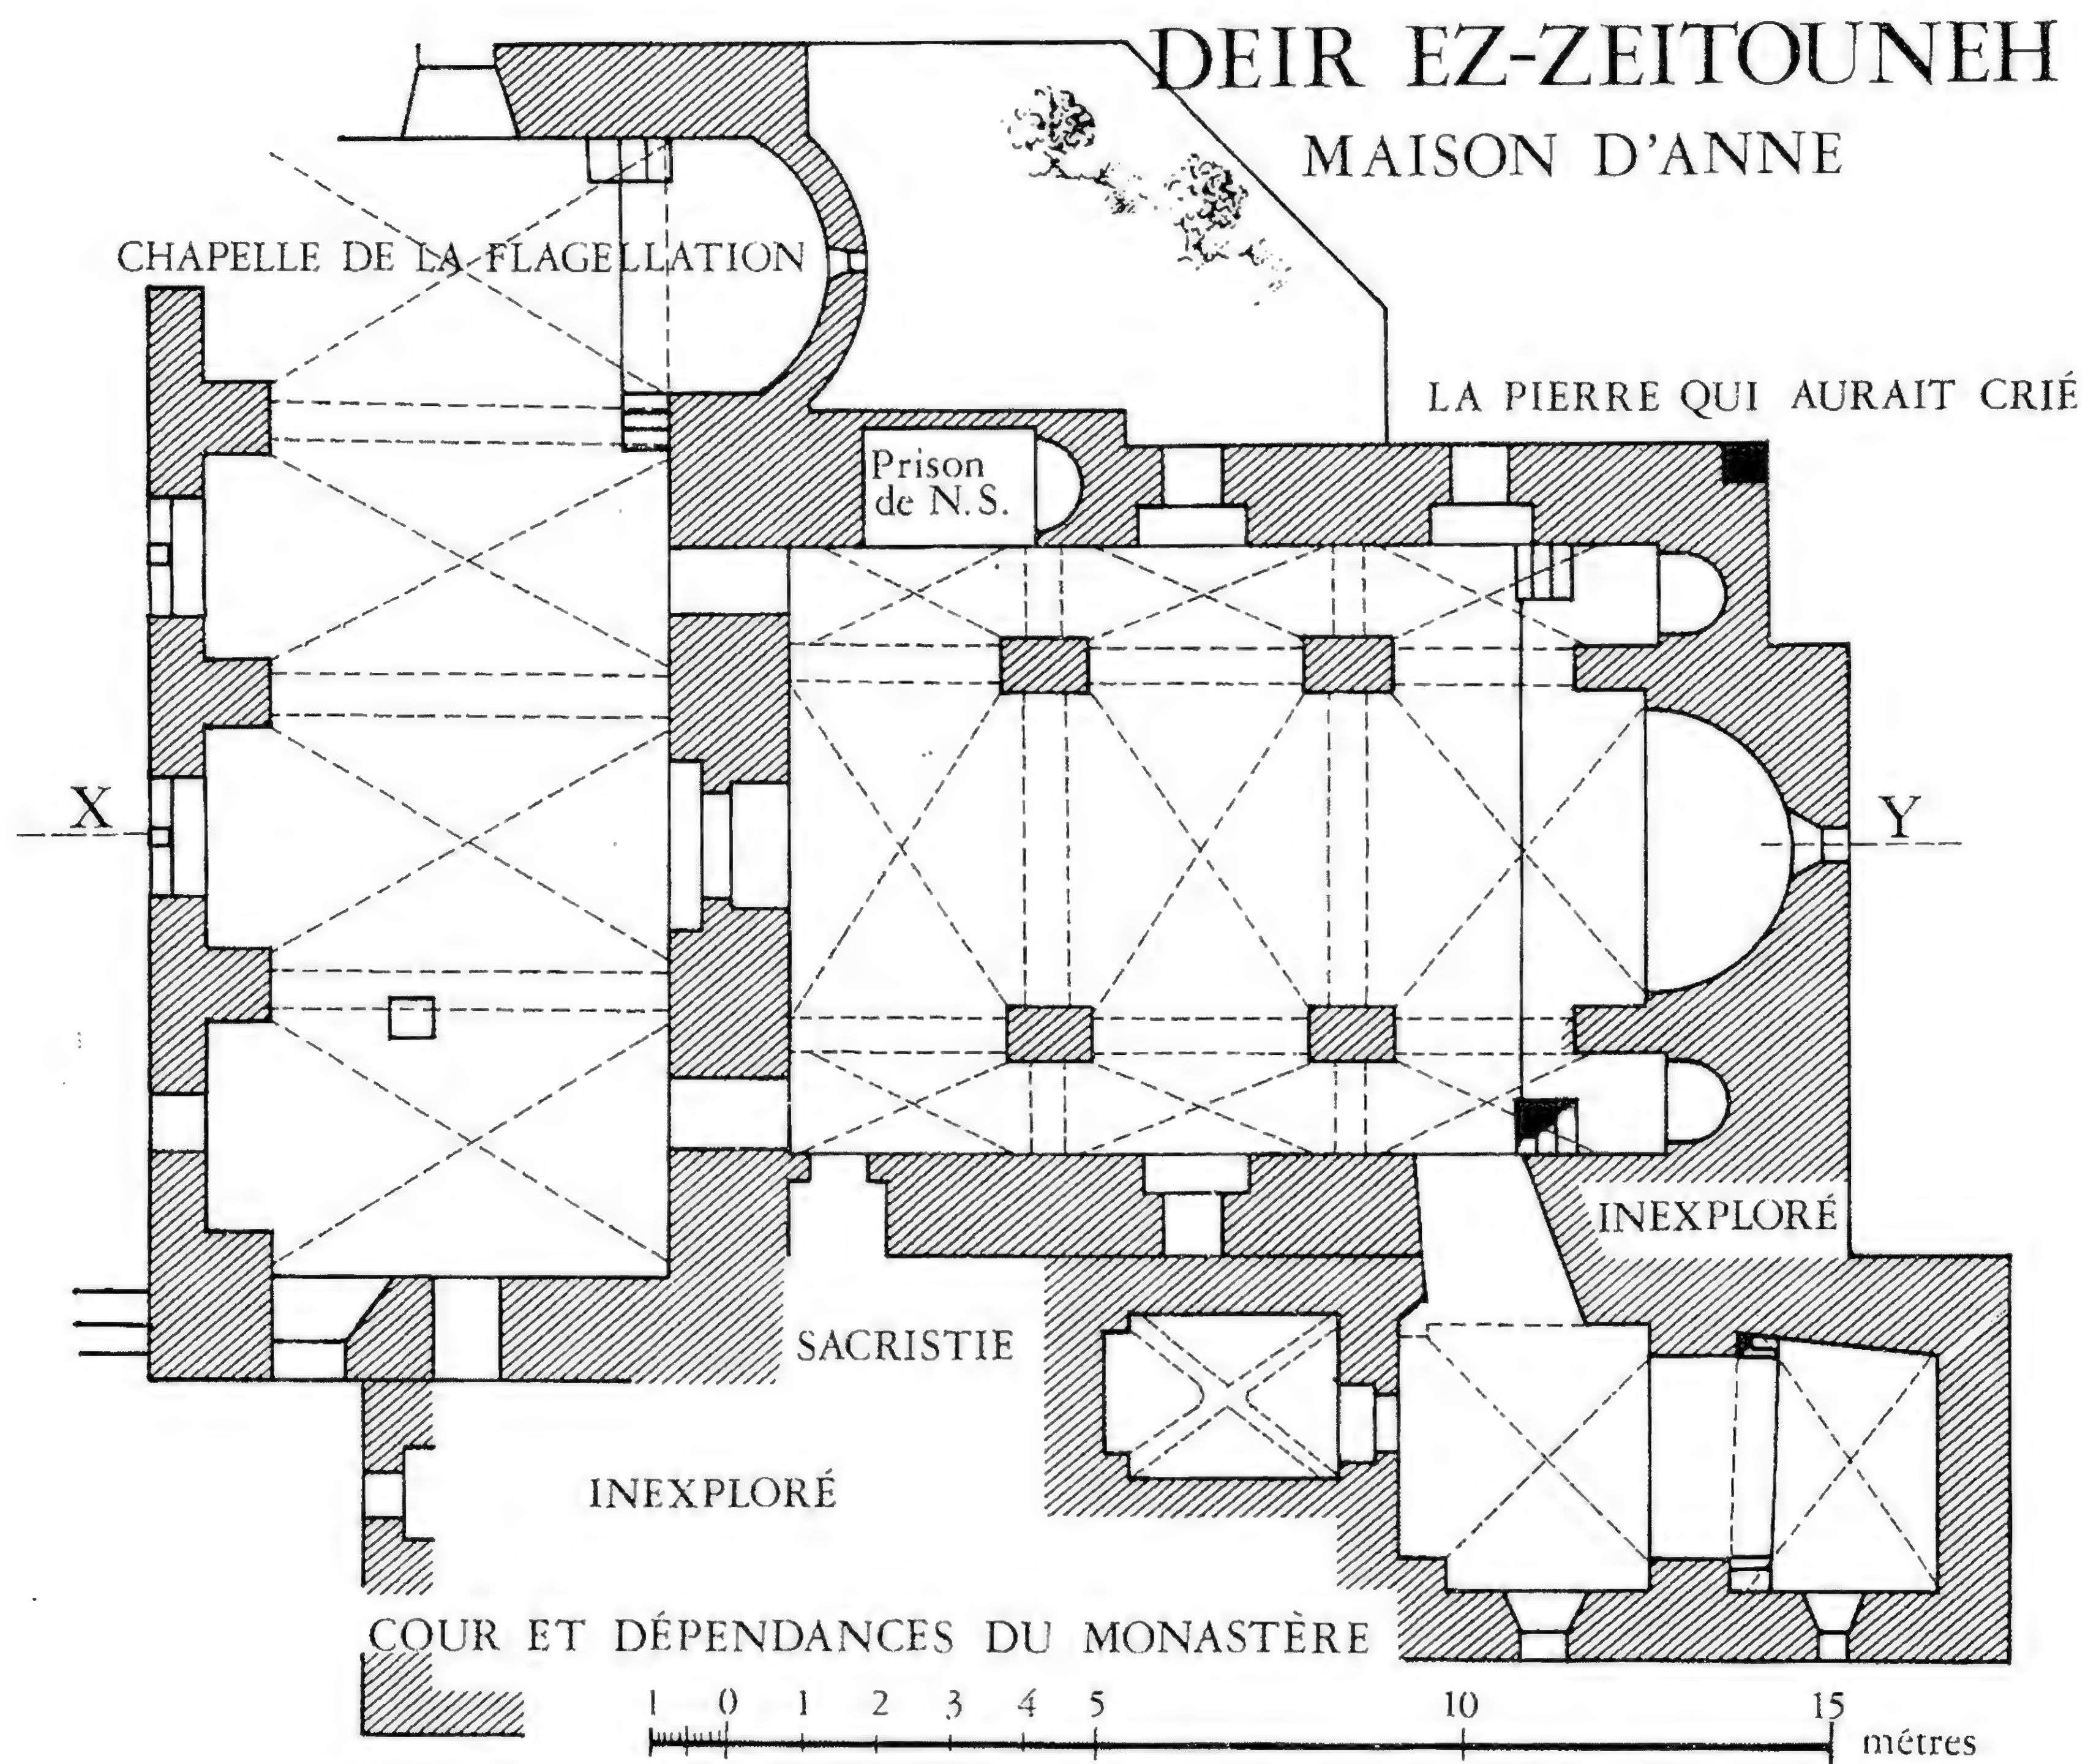 DEIR EZ-ZEITOUNEH
MAISON D'ANNE
CHAPELLE DE LA FLAGELLATION
LA PIERRE QUI AURAIT CRIÉ
Prison
de N.S.
X
Y
INEXPLORÉ
SACRISTIE
INEXPLORÉ
COUR ET DÉPENDANCES DU MONASTÈRE
1 0 1 2 3 4 5 10 15
métres